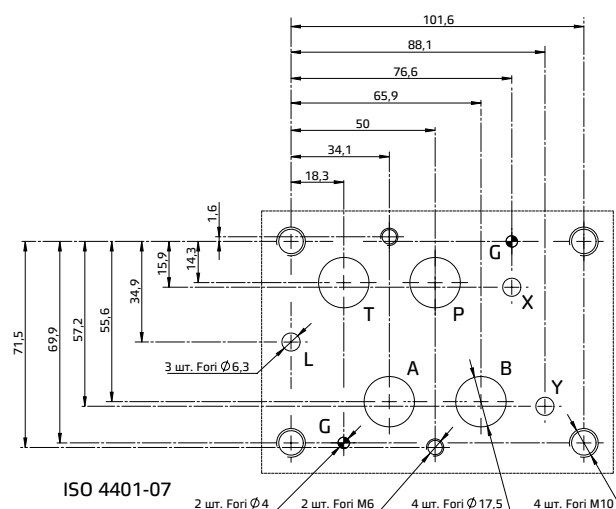 101,6
88,1
76,6
65,9
50
34,1
18,3
1,6
G
14,3
15,9
X
34,9
T
P
55,6
57,2
69,9
71,5
L
3 шт. Fori Ø6,3
A
B
Y
G
ISO 4401-07
2 шт. Fori Ø4
2 шт. Fori M6
4 шт. Fori Ø17,5
4 шт. Fori M10